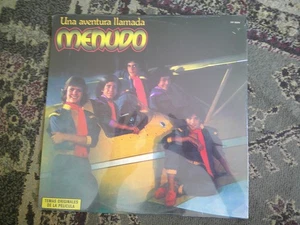 Una aventura llamada
MENUDO
TEMAS ORIGINALES
DE LA PELICULA